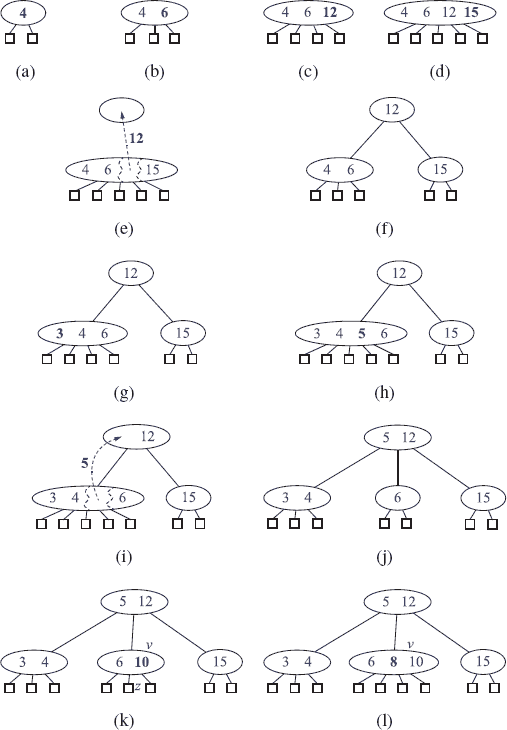 4
4 6
4 6 12
4 6 12 15
(a)
(b)
(c)
(d)
12
12
4 6 15
4 6
15
(e)
(f)
12
12
3 4 6
15
3 4 5 6
15
(g)
(h)
12
5 12
5
3 4 6
15
3 4
6
15
(i)
(j)
5 12
5 12
v
v
3 4
6 10
15
3 4
6 8 10
15
z
(k)
(l)